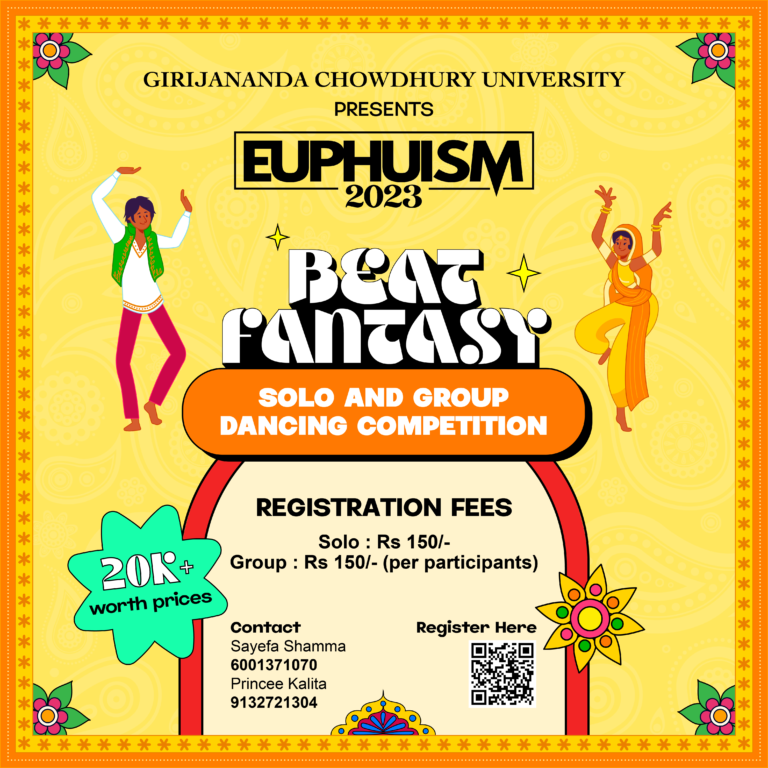 GIRIJANANDA CHOWDHURY UNIVERSITY
PRESENTS
EUPHUISM
2023
BEAT
FANTASY
SOLO AND GROUP
DANCING COMPETITION
REGISTRATION FEES
Solo : Rs 150/-
Group : Rs 150/- (per participants)
20K+
worth prices
Contact
Sayefa Shamma
6001371070
Princee Kalita
9132721304
Register Here